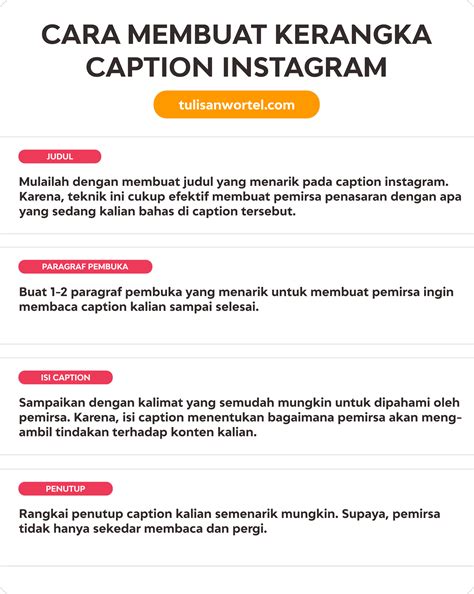 CARA MEMBUAT KERANGKA
CAPTION INSTAGRAM
tulisanwortel.com
JUDUL
Mulailah dengan membuat judul yang menarik pada caption instagram.
Karena, teknik ini cukup efektif membuat pemirsa penasaran dengan apa
yang sedang kalian bahas di caption tersebut.
PARAGRAF PEMBUKA
Buat 1-2 paragraf pembuka yang menarik untuk membuat pemirsa ingin
membaca caption kalian sampai selesai.
ISI CAPTION
Sampaikan dengan kalimat yang semudah mungkin untuk dipahami oleh
pemirsa. Karena, isi caption menentukan bagaimana pemirsa akan meng-
ambil tindakan terhadap konten kalian.
PENUTUP
Rangkai penutup caption kalian semenarik mungkin. Supaya, pemirsa
tidak hanya sekedar membaca dan pergi.